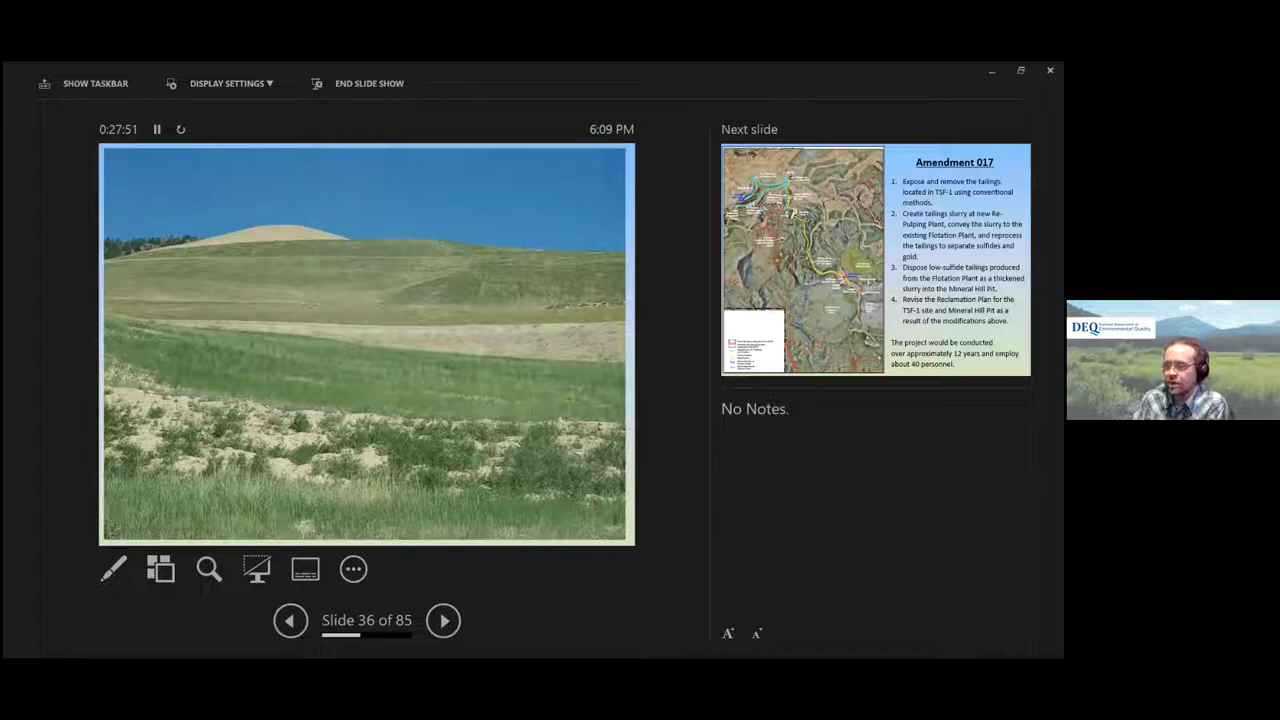 SHOW TASKBAR
DISPLAY SETTINGS ▼
END SLIDE SHOW
0:27:51
6:09 PM
Next slide
Amendment 017
1. Expose and remove the tailings
located in TSF-1 using conventional
methods.
2. Create tailings slurry at new Re-
Pulping Plant, convey the slurry to the
existing Flotation Plant, and reprocess
the tailings to separate sulfides and
gold.
3. Dispose low-sulfide tailings produced
from the Flotation Plant as a thickened
slurry into the Mineral Hill Pit.
4. Revise the Reclamation Plan for the
TSF-1 site and Mineral Hill Pit as a
result of the modifications above.
The project would be conducted
over approximately 12 years and employ
about 40 personnel.
No Notes.
Slide 36 of 85
A
A
DEQ
Montana Department of
Environmental Quality